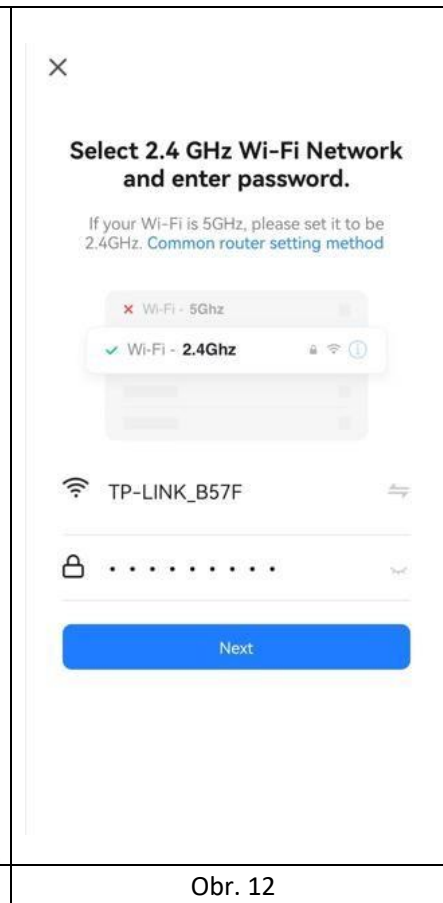 Select 2.4 GHz Wi-Fi Network
and enter password.
If your Wi-Fi is 5GHz, please set it to be
2.4GHz. Common router setting method
Wi-Fi - 5Ghz
Wi-Fi - 2.4Ghz
TP-LINK_B57F
Next
Obr. 12